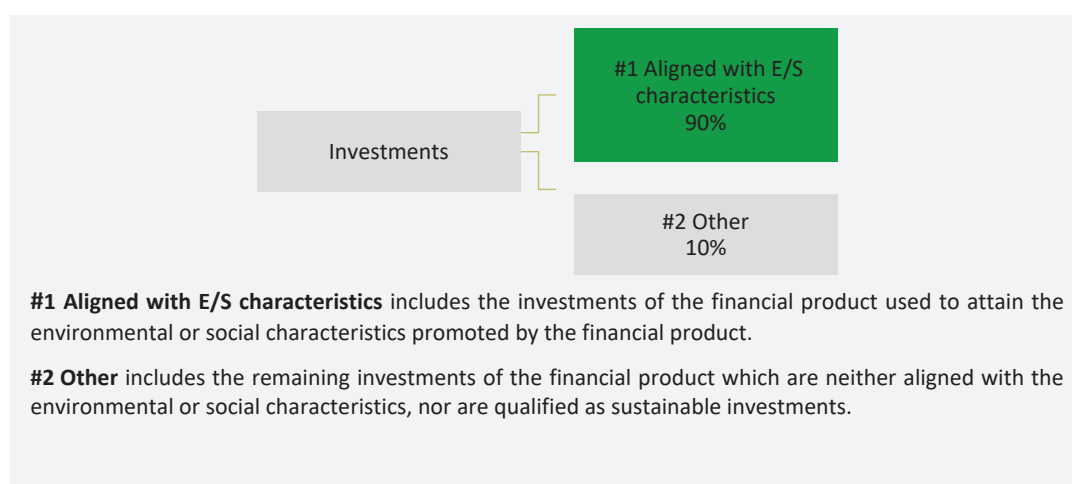 #1 Aligned with E/S
characteristics
90%
Investments
#2 Other
10%
#1 Aligned with E/S characteristics includes the investments of the financial product used to attain the
environmental or social characteristics promoted by the financial product.
#2 Other includes the remaining investments of the financial product which are neither aligned with the
environmental or social characteristics, nor are qualified as sustainable investments.